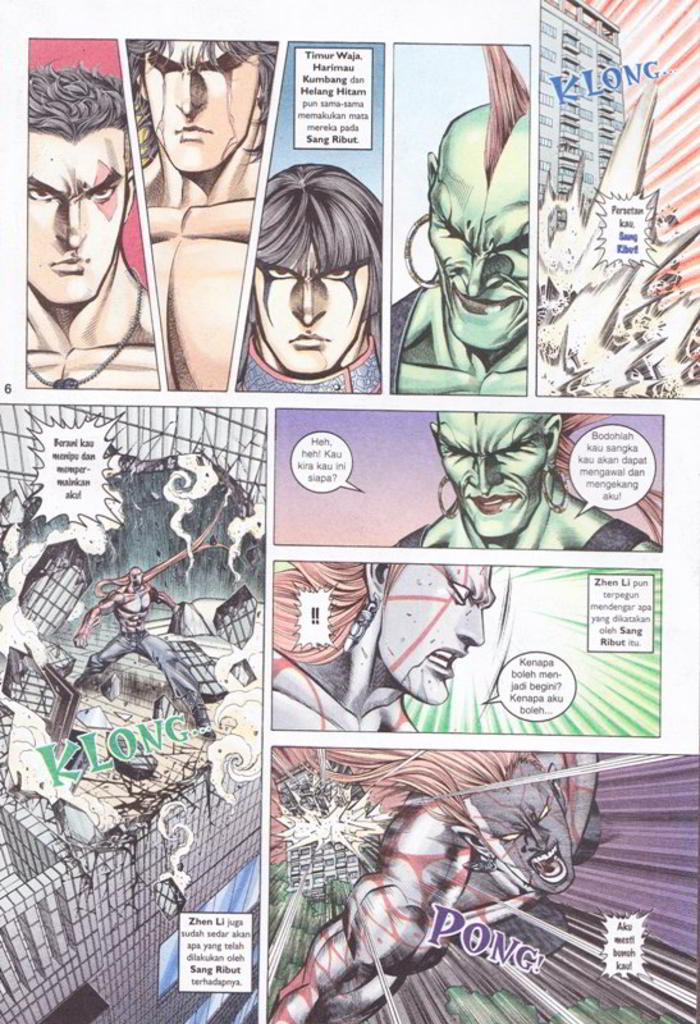 Timur Waja,
Harimau
Kumbang dan
Helang Hitam
pun sama-sama
memakukan mata
mereka pada
Sang Ribut.
KLONG...
Persetan
kau,
Sang
Ribut!
6
Berani kau
menipu dan
memper-
mainkan
aku!
KLONG...
Zhen Li juga
sudah sedar akan
apa yang telah
dilakukan oleh
Sang Ribut
terhadapnya.
Heh,
heh! Kau
kira kau ini
siapa?
Bodohlah
kau sangka
kau akan dapat
mengawal dan
mengekang
aku!
!!
Zhen Li pun
terpegun
mendengar apa
yang dikatakan
oleh Sang
Ribut itu.
Kenapa
boleh men-
jadi begini?
Kenapa aku
boleh...
PONG!
Aku
mesti
bunuh
kau!